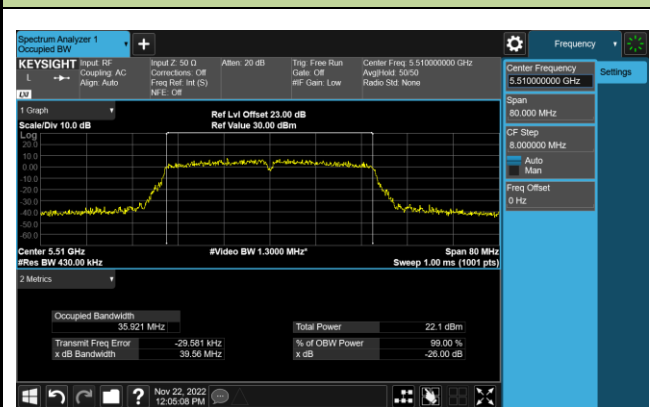 Spectrum Analyzer 1
Occupied BW
Frequency
KEYSIGHT
L
LXI
Input: RF
Coupling: AC
Align: Auto
Input Z: 50 Ω
Corrections: Off
Freq Ref: Int (S)
NFE: Off
Atten: 20 dB
Trig: Free Run
Gate: Off
#IF Gain: Low
Center Freq: 5.510000000 GHz
Avg|Hold: 50/50
Radio Std: None
Center Frequency
5.510000000 GHz
Settings
Span
80.000 MHz
CF Step
8.000000 MHz
Auto
Man
Freq Offset
0 Hz
1 Graph
Scale/Div 10.0 dB
Ref Lvl Offset 23.00 dB
Ref Value 30.00 dBm
Log
20.0
10.0
0.00
-10.0
-20.0
-30.0
-40.0
-50.0
-60.0
Center 5.51 GHz
#Video BW 1.3000 MHz*
Span 80 MHz
#Res BW 430.00 kHz
Sweep 1.00 ms (1001 pts)
2 Metrics
Occupied Bandwidth
35.921 MHz
Total Power 22.1 dBm
Transmit Freq Error -29.581 kHz
% of OBW Power 99.00 %
x dB Bandwidth 39.56 MHz
x dB -26.00 dB
?
Nov 22, 2022
12:05:08 PM